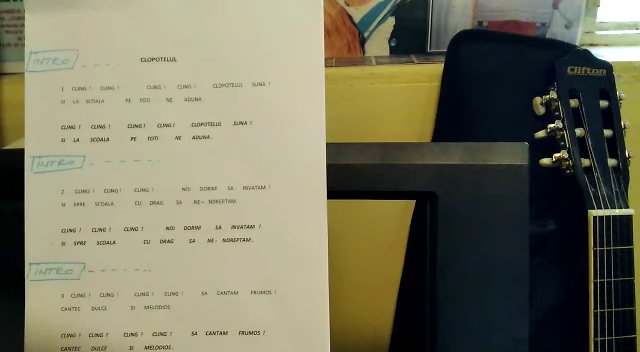 INTRO
CLOPOTELUL
1 CLING ! CLING ! CLING ! CLING ! CLOPOTELUL SUNA !
SI LA SCOALA PE TOTI NE ADUNA
CLING ! CLING ! CLING ! CLING ! CLOPOTELUL SUNA !
SI LA SCOALA PE TOTI NE ADUNA..
INTRO
2 CLING ! CLING ! CLING ! NOI DORIM SA INVATAM !
SI SPRE SCOALA CU DRAG SA NE- NDREPTAM..
CLING ! CLING ! CLING ! NOI DORIM SA INVATAM !
SI SPRE SCOALA CU DRAG SA NE- NDREPTAM..
INTRO
3 CLING ! CLING ! CLING ! CLING ! SA CANTAM FRUMOS !
CANTEC DULCE SI MELODIOS
CLING ! CLING ! CLING ! CLING ! SA CANTAM FRUMOS !
CANTEC DULCE SI MELODIOS..
Clifton